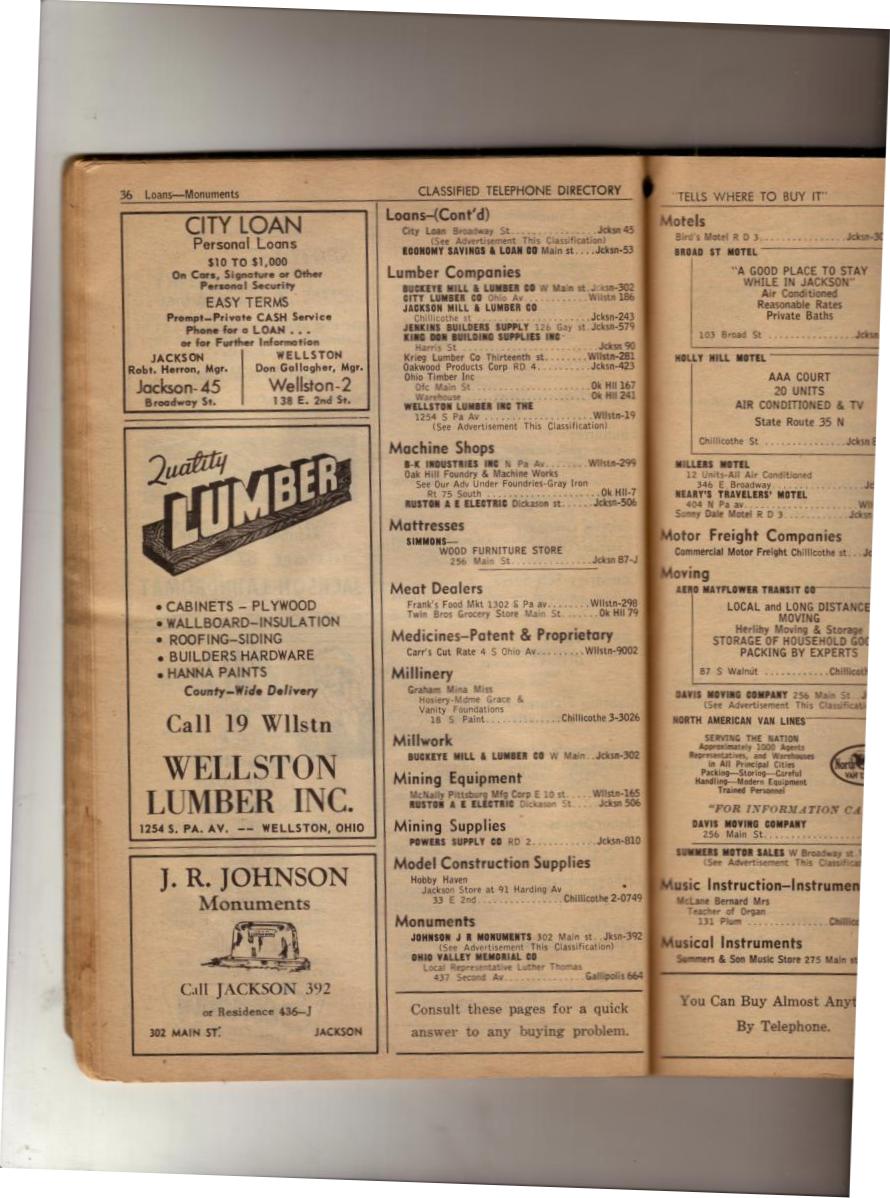 36 Loans—Monuments
CLASSIFIED TELEPHONE DIRECTORY
CITY LOAN
Personal Loans
$10 TO $1,000
On Cars, Signature or Other
Personal Security
EASY TERMS
Prompt-Private CASH Service
Phone for a LOAN . . .
or for Further Information
JACKSON
Robt. Herron, Mgr.
Jackson-45
Broadway St.
WELLSTON
Don Gallagher, Mgr.
Wellston-2
138 E. 2nd St.
Quality
LUMBER
• CABINETS - PLYWOOD
• WALLBOARD-INSULATION
• ROOFING-SIDING
• BUILDERS HARDWARE
• HANNA PAINTS
County-Wide Delivery
Call 19 Wllstn
WELLSTON
LUMBER INC.
1254 S. PA. AV. -- WELLSTON, OHIO
J. R. JOHNSON
Monuments
Call JACKSON 392
or Residence 436-J
302 MAIN ST. JACKSON
Loans-(Cont'd)
City Loan Broadway St....Jcksn 45
(See Advertisement This Classification)
ECONOMY SAVINGS & LOAN CO Main st....Jcksn-53
Lumber Companies
BUCKEYE MILL & LUMBER CO W Main st.Jcksn-302
CITY LUMBER CO Ohio Av...Wllstn 186
JACKSON MILL & LUMBER CO
Chillicothe st...Jcksn-243
JENKINS BUILDERS SUPPLY 126 Gay st.Jcksn-579
KING DON BUILDING SUPPLIES INC
Harris St...Jcksn 90
Krieg Lumber Co Thirteenth st...Wllstn-281
Oakwood Products Corp RD 4...Jcksn-423
Ohio Timber Inc
Ofc Main St...Ok Hll 167
Warehouse...Ok Hll 241
WELLSTON LUMBER INC THE
1254 S Pa Av...Wllstn-19
(See Advertisement This Classification)
Machine Shops
B-K INDUSTRIES INC N Pa Av...Wllstn-299
Oak Hill Foundry & Machine Works
See Our Adv Under Foundries-Gray Iron
Rt 75 South...Ok Hll-7
RUSTON A E ELECTRIC Dickason st...Jcksn-506
Mattresses
SIMMONS—
WOOD FURNITURE STORE
256 Main St...Jcksn 87-J
Meat Dealers
Frank's Food Mkt 1302 S Pa av...Wllstn-298
Twin Bros Grocery Store Main St...Ok Hll 79
Medicines-Patent & Proprietary
Carr's Cut Rate 4 S Ohio Av...Wllstn-9002
Millinery
Graham Mina Miss
Hosiery-Mdme Grace &
Vanity Foundations
18 S Paint...Chillicothe 3-3026
Millwork
BUCKEYE MILL & LUMBER CO W Main..Jcksn-302
Mining Equipment
McNally Pittsburg Mfg Corp E 10 st...Wllstn-165
RUSTON A E ELECTRIC Dickason St...Jcksn 506
Mining Supplies
POWERS SUPPLY CO RD 2...Jcksn-810
Model Construction Supplies
Hobby Haven
Jackson Store at 91 Harding Av
33 E 2nd...Chillicothe 2-0749
Monuments
JOHNSON J R MONUMENTS 302 Main st..Jksn-392
(See Advertisement This Classification)
OHIO VALLEY MEMORIAL CO
Local Representative Luther Thomas
437 Second Av...Gallipolis 664
Consult these pages for a quick
answer to any buying problem.
"TELLS WHERE TO BUY IT"
Motels
Bird's Motel R D 3...Jcksn-30
BROAD ST MOTEL
"A GOOD PLACE TO STAY
WHILE IN JACKSON"
Air Conditioned
Reasonable Rates
Private Baths
103 Broad St...Jcksn
HOLLY HILL MOTEL
AAA COURT
20 UNITS
AIR CONDITIONED & TV
State Route 35 N
Chillicothe St...Jcksn
MILLERS MOTEL
12 Units-All Air Conditioned
346 E Broadway...Jc
NEARY'S TRAVELERS' MOTEL
404 N Pa av...Wll
Sunny Dale Motel R D 3...Jcksn
Motor Freight Companies
Commercial Motor Freight Chillicothe st...Jc
Moving
AERO MAYFLOWER TRANSIT CO
LOCAL and LONG DISTANCE
MOVING
Herlihy Moving & Storage
STORAGE OF HOUSEHOLD GOO
PACKING BY EXPERTS
87 S Walnut...Chillicot
DAVIS MOVING COMPANY 256 Main St..J
(See Advertisement This Classificati
NORTH AMERICAN VAN LINES
SERVING THE NATION
Approximately 1000 Agents
Representatives, and Warehouses
in All Principal Cities
Packing—Storing—Careful
Handling—Modern Equipment
Trained Personnel
North
VAN
"FOR INFORMATION CA
DAVIS MOVING COMPANY
256 Main St...
SUMMERS MOTOR SALES W Broadway st
(See Advertisement This Classificat
Music Instruction-Instrumen
McLane Bernard Mrs
Teacher of Organ
131 Plum...Chillic
Musical Instruments
Summers & Son Music Store 275 Main st
You Can Buy Almost Anyt
By Telephone.